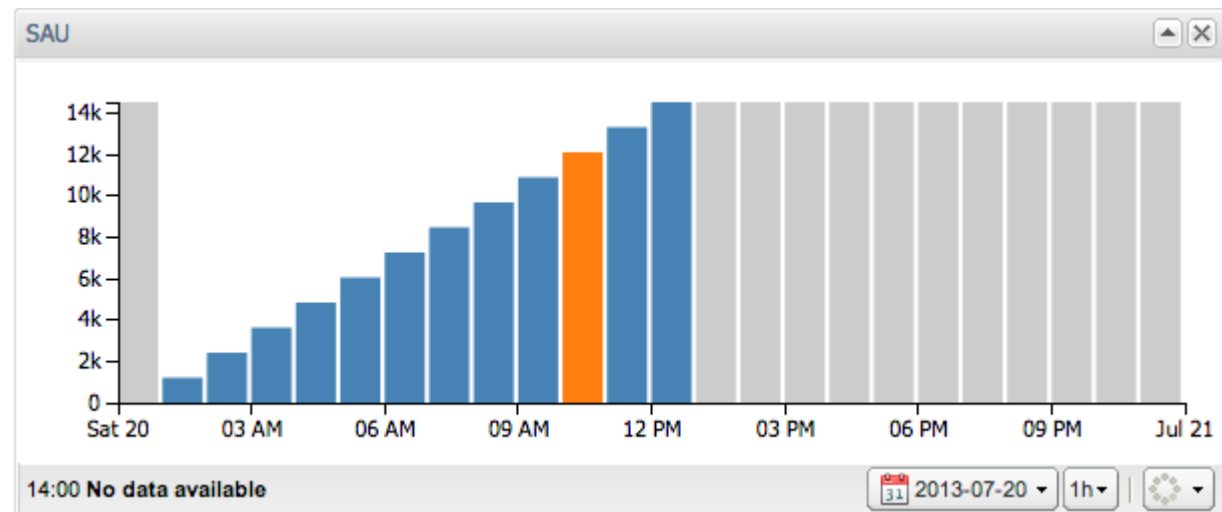 SAU
14k
12k
10k
8k
6k
4k
2k
0
Sat 20 03 AM 06 AM 09 AM 12 PM 03 PM 06 PM 09 PM Jul 21
14:00 No data available 31 2013-07-20 1h